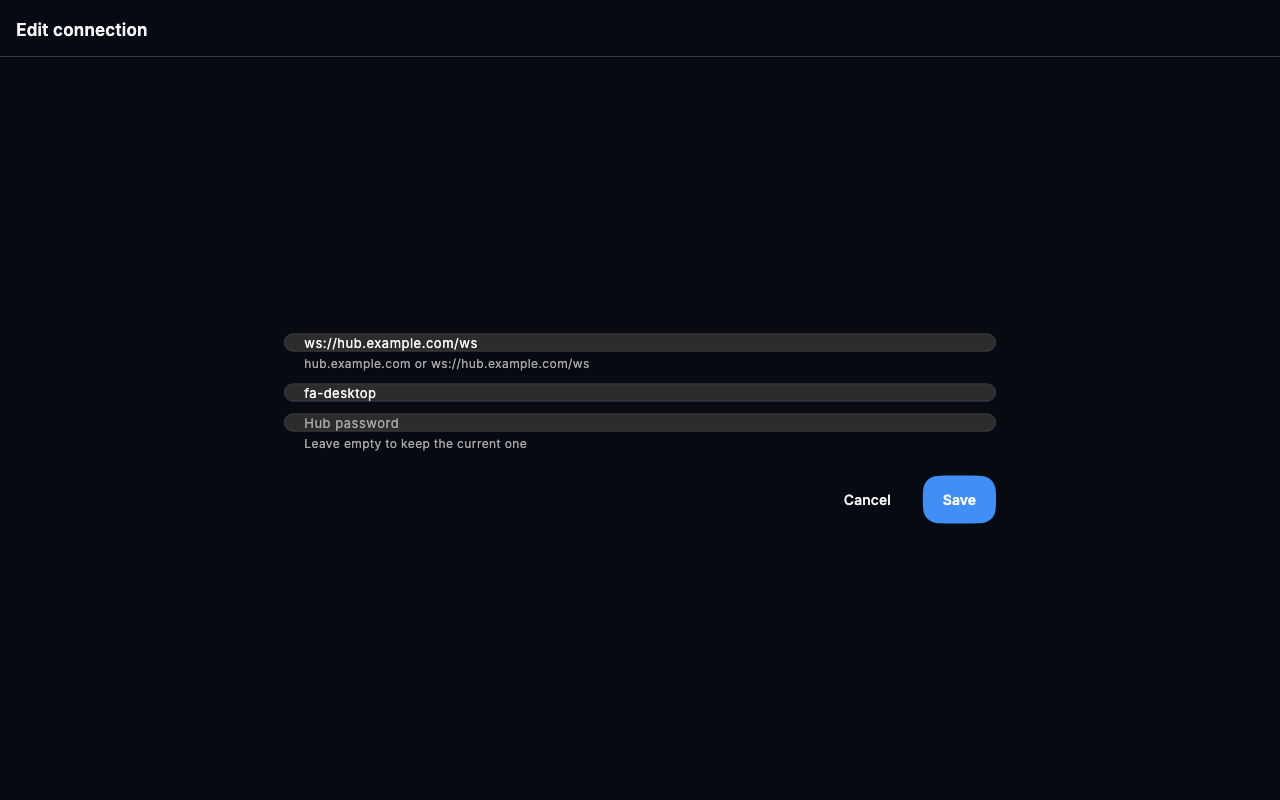 Edit connection
ws://hub.example.com/ws
hub.example.com or ws://hub.example.com/ws
fa-desktop
Hub password
Leave empty to keep the current one
Cancel
Save